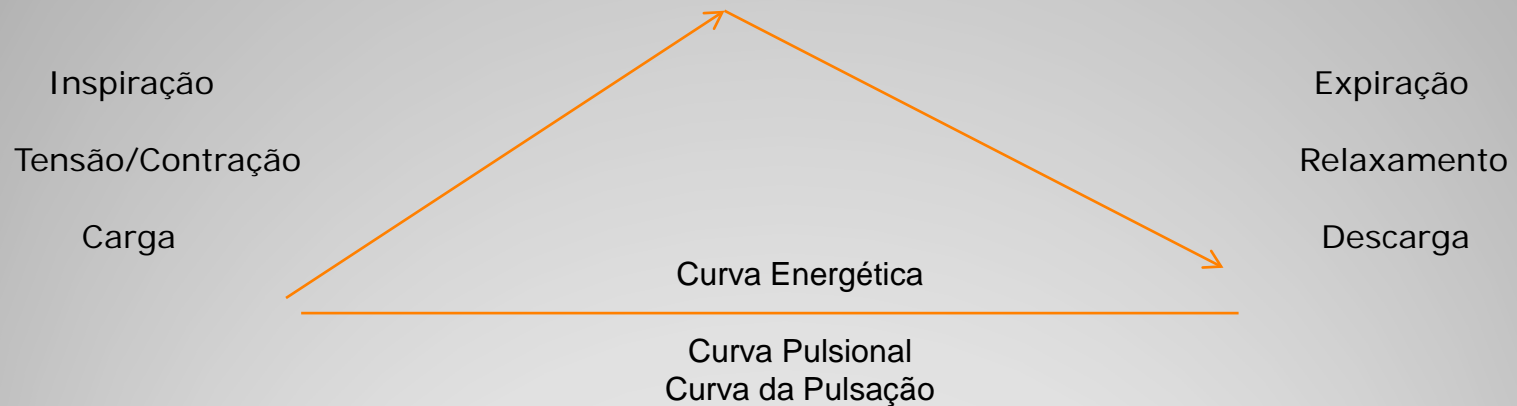 Inspiração
Tensão/Contração
Carga
Expiração
Relaxamento
Descarga
Curva Energética
Curva Pulsional
Curva da Pulsação